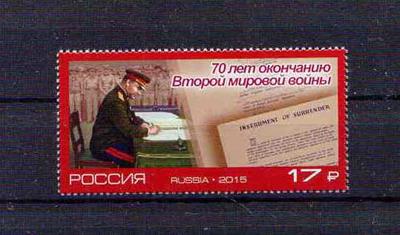 70 лет окончанию
Второй мировой войны
INSTRUMENT OF SURRENDER
РОССИЯ
RUSSIA • 2015
17 ₽